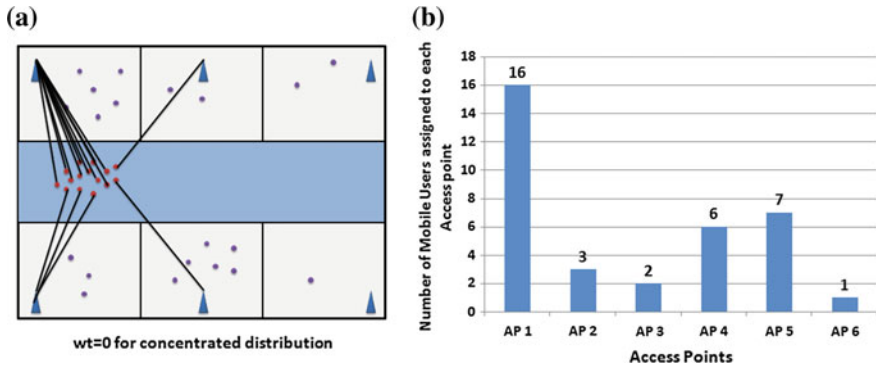 (a)
wt=0 for concentrated distribution
(b)
Number of Mobile Users assigned to each
Access point
18
16
14
12
10
8
6
4
2
0
16
3
2
6
7
1
AP 1 AP 2 AP 3 AP 4 AP 5 AP 6
Access Points